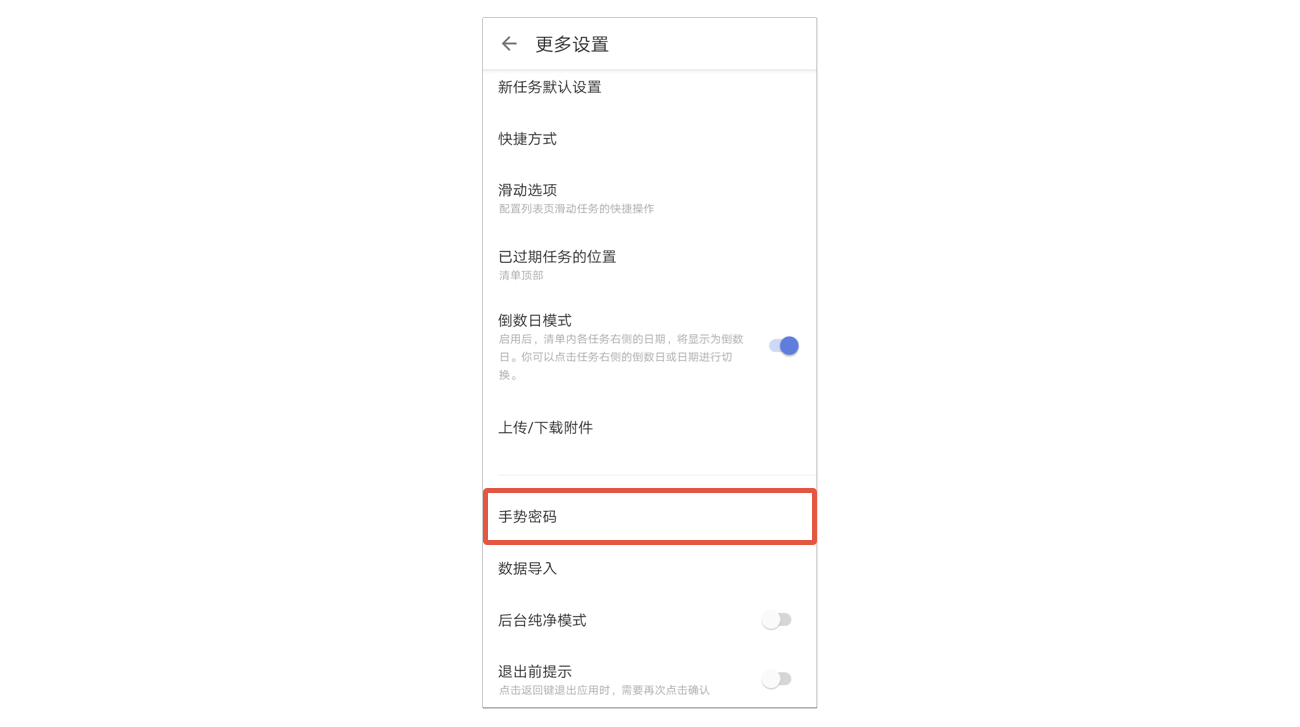 更多设置
新任务默认设置
快捷方式
滑动选项
配置列表页滑动任务的快捷操作
已过期任务的位置
清单顶部
倒数日模式
启用后，清单内各任务右侧的日期，将显示为倒数
日。你可以点击任务右侧的倒数日或日期进行切
换。
上传/下载附件
手势密码
数据导入
后台纯净模式
退出前提示
点击返回键退出应用时，需要再次点击确认